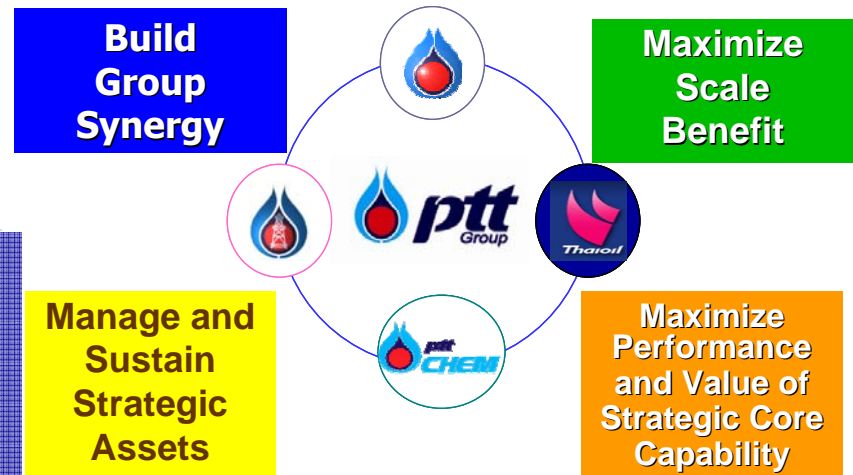 Build
Group
Synergy
Maximize
Scale
Benefit
ptt
Group
Thaioil
ptt
CHEM
Manage and
Sustain
Strategic
Assets
Maximize
Performance
and Value of
Strategic Core
Capability